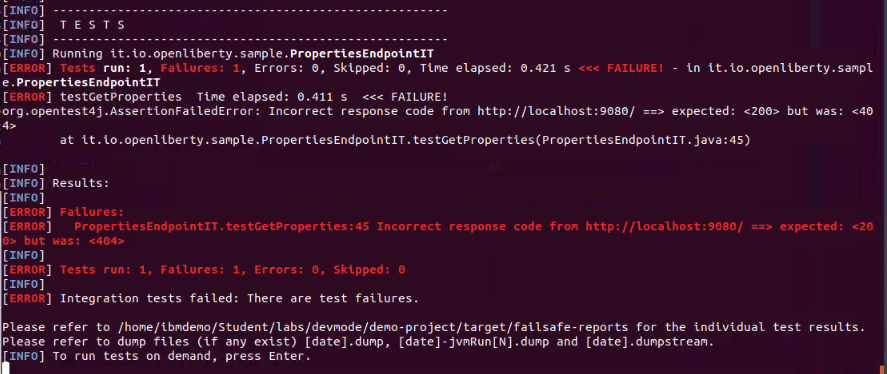 [INFO] -------------------------------------------------------
[INFO]  T E S T S
[INFO] -------------------------------------------------------
[INFO] Running it.io.openliberty.sample.PropertiesEndpointIT
[ERROR] Tests run: 1, Failures: 1, Errors: 0, Skipped: 0, Time elapsed: 0.421 s <<< FAILURE! - in it.io.openliberty.sampl
e.PropertiesEndpointIT
[ERROR] testGetProperties  Time elapsed: 0.411 s  <<< FAILURE!
org.opentest4j.AssertionFailedError: Incorrect response code from http://localhost:9080/ ==> expected: <200> but was: <40
4>
        at it.io.openliberty.sample.PropertiesEndpointIT.testGetProperties(PropertiesEndpointIT.java:45)
[INFO]
[INFO] Results:
[INFO]
[ERROR] Failures:
[ERROR]   PropertiesEndpointIT.testGetProperties:45 Incorrect response code from http://localhost:9080/ ==> expected: <20
0> but was: <404>
[INFO]
[ERROR] Tests run: 1, Failures: 1, Errors: 0, Skipped: 0
[INFO]
[ERROR] Integration tests failed: There are test failures.
Please refer to /home/ibmdemo/Student/labs/devmode/demo-project/target/failsafe-reports for the individual test results.
Please refer to dump files (if any exist) [date].dump, [date]-jvmRun[N].dump and [date].dumpstream.
[INFO] To run tests on demand, press Enter.